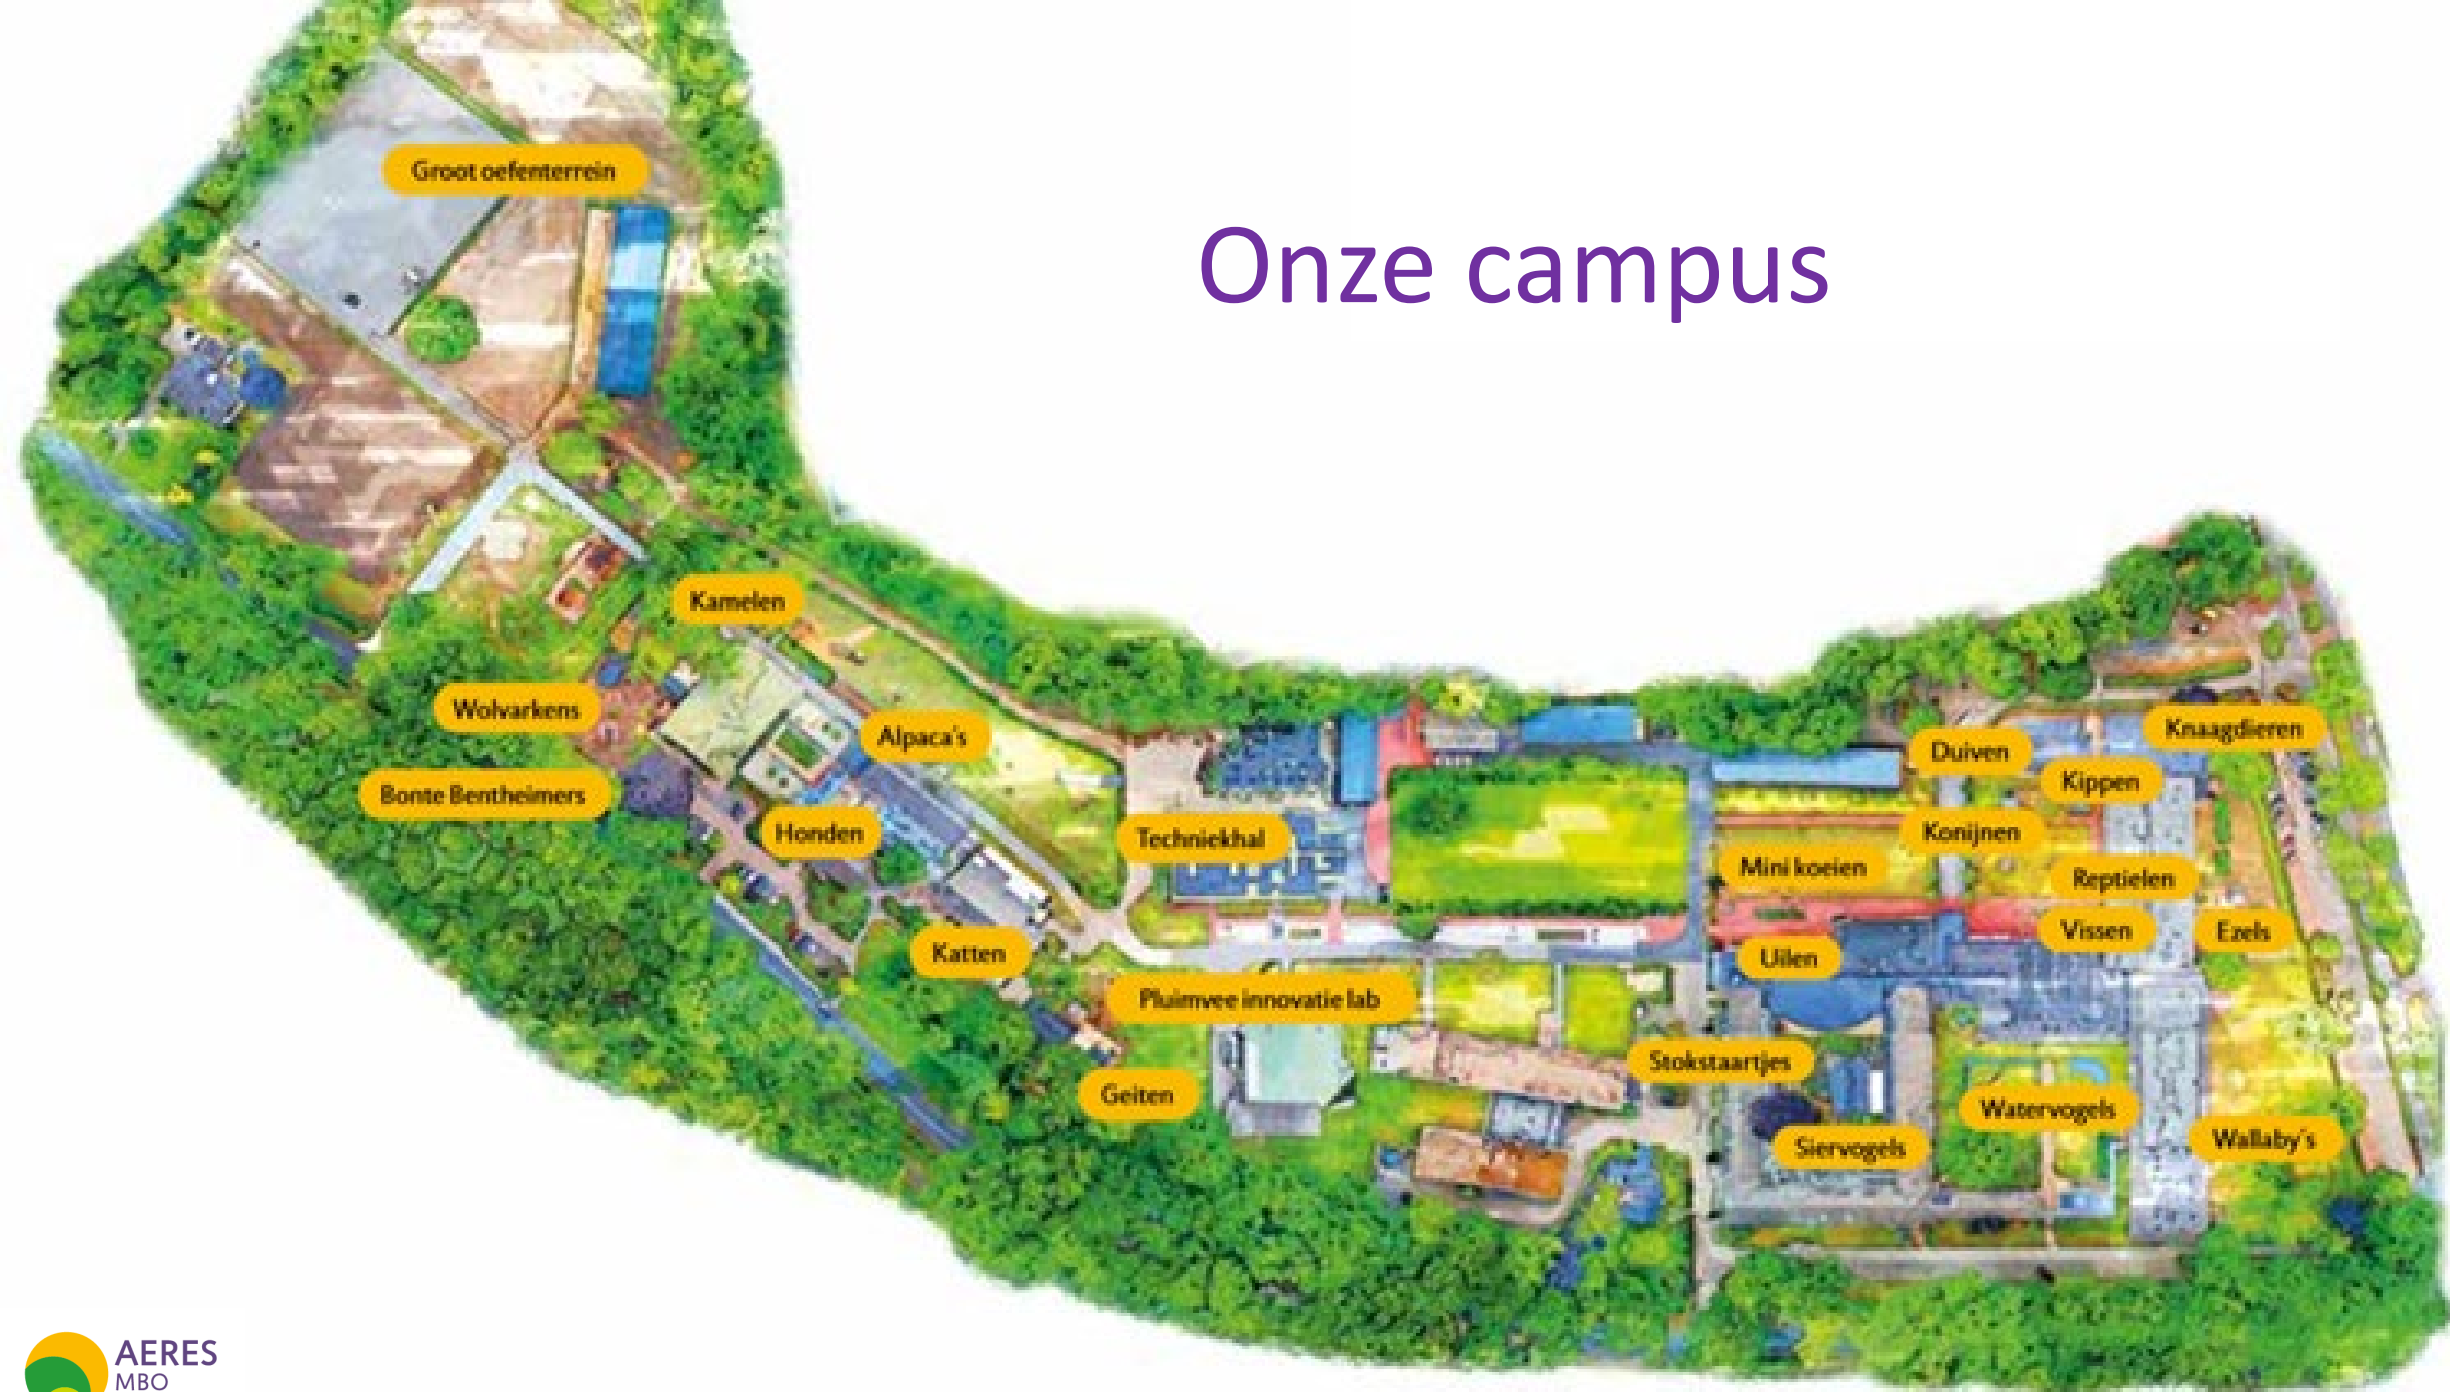 Groot oefenterrein
Onze campus
Kamelen
Wolvarkens
Alpaca's
Knaagdieren
Duiven
Kippen
Bonte Bentheimers
Honden
Techniekhal
Konijnen
Mini koeien
Reptielen
Vissen
Ezels
Katten
Uilen
Pluimvee innovatie lab
Stokstaartjes
Geiten
Watervogels
Siervogels
Wallaby's
AERES
MBO